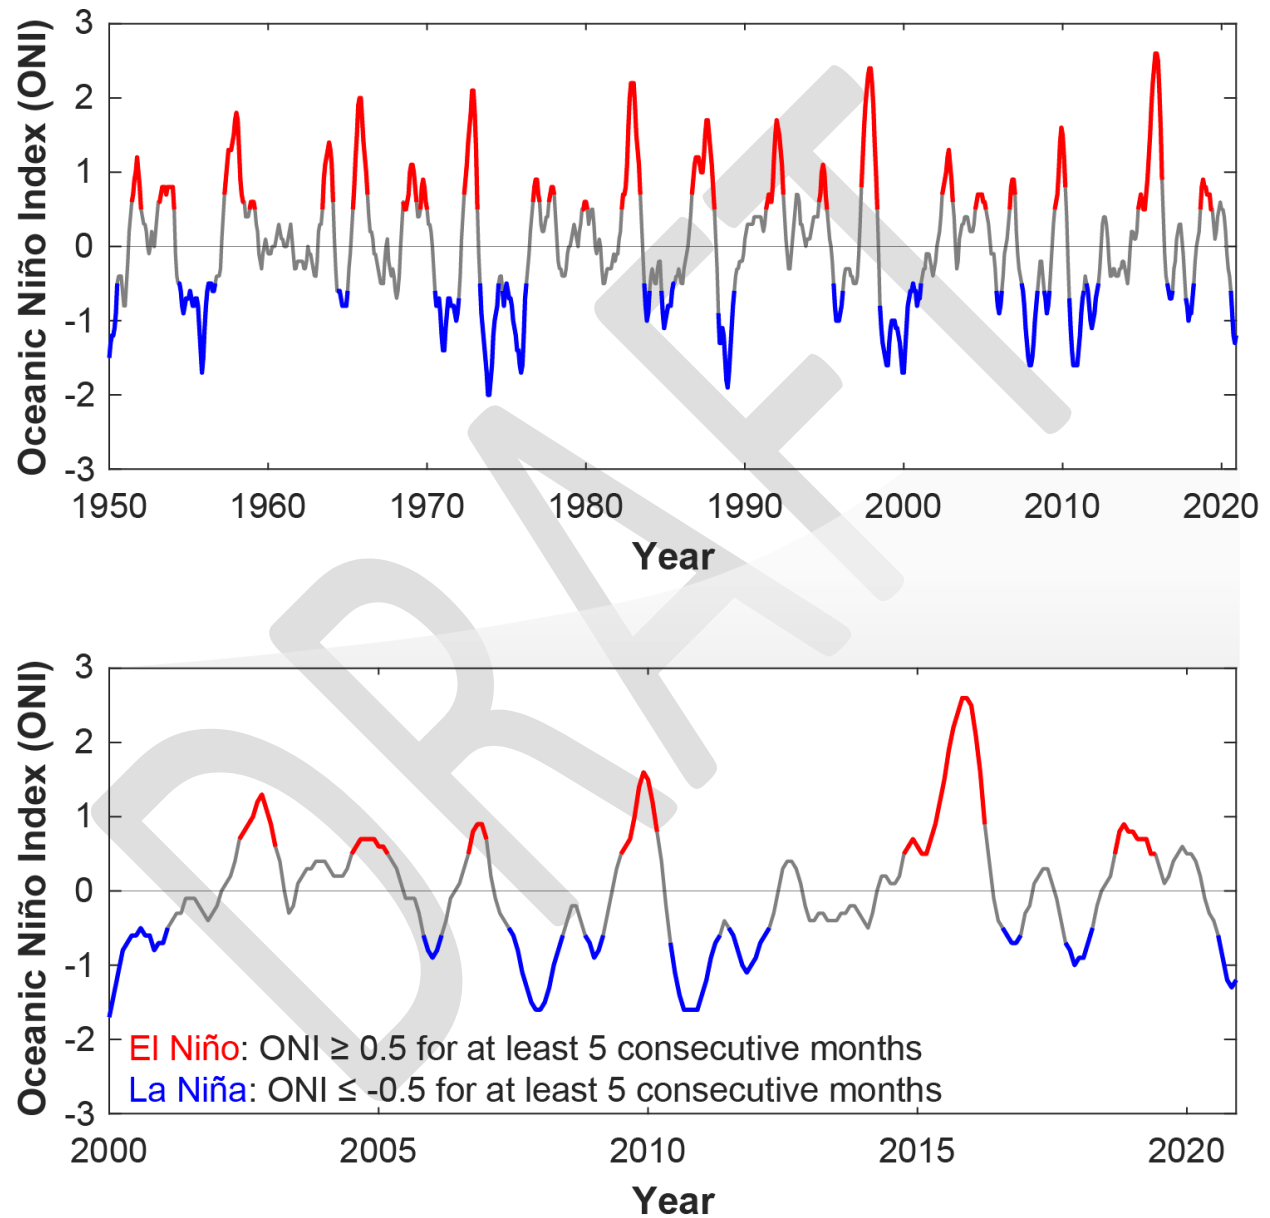 Oceanic Niño Index (ONI)
3
2
1
0
-1
-2
-3
1950 1960 1970 1980 1990 2000 2010 2020
Year
DRAFT
Oceanic Niño Index (ONI)
3
2
1
0
-1
-2
-3
El Niño: ONI ≥ 0.5 for at least 5 consecutive months
La Niña: ONI ≤ -0.5 for at least 5 consecutive months
2000 2005 2010 2015 2020
Year